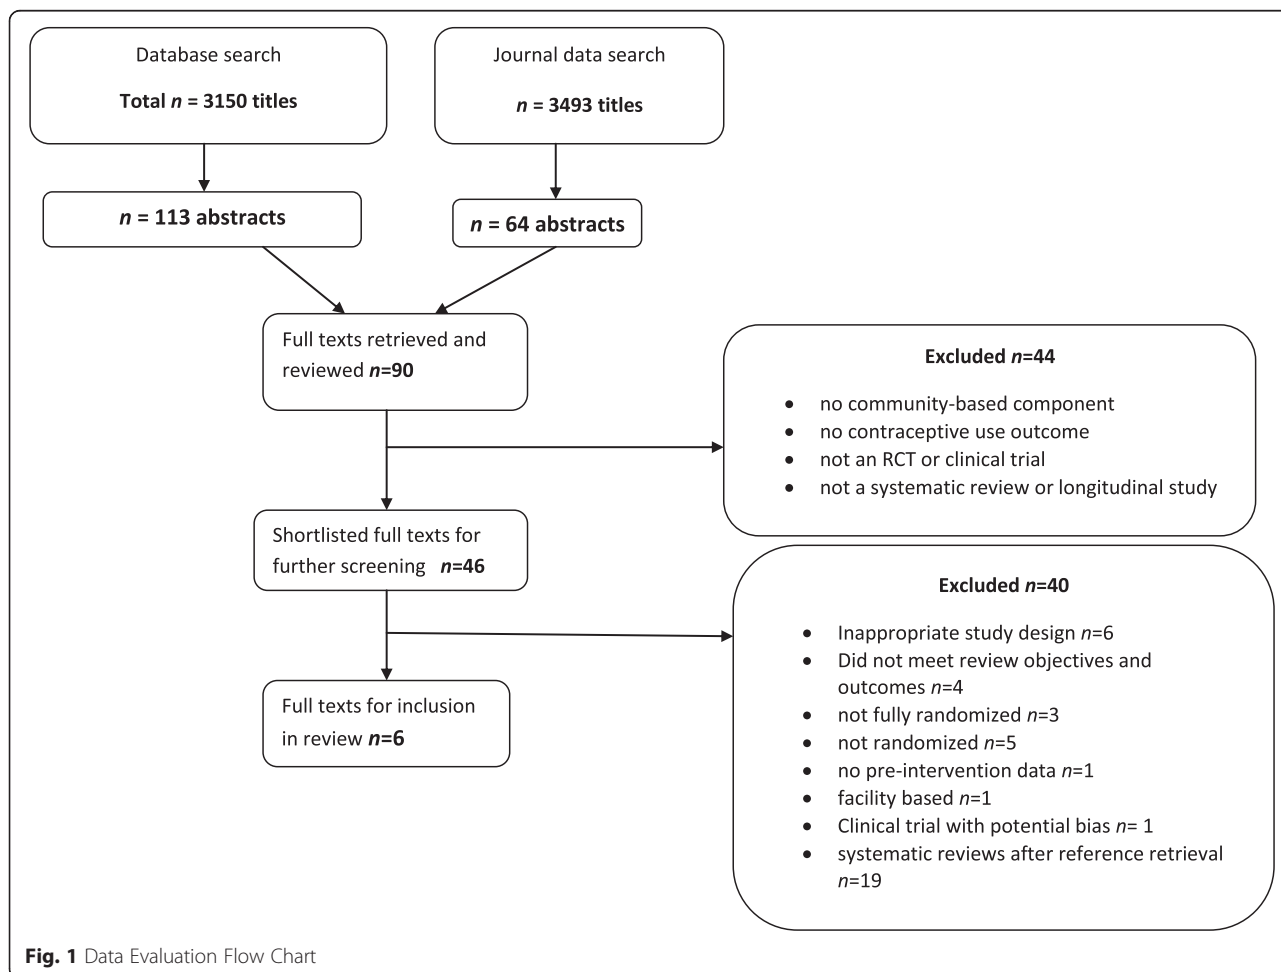 Database search
Total n = 3150 titles
Journal data search
n = 3493 titles
n = 113 abstracts
n = 64 abstracts
Full texts retrieved and
reviewed n=90
Excluded n=44
• no community-based component
• no contraceptive use outcome
• not an RCT or clinical trial
• not a systematic review or longitudinal study
Shortlisted full texts for
further screening n=46
Excluded n=40
• Inappropriate study design n=6
• Did not meet review objectives and
outcomes n=4
• not fully randomized n=3
• not randomized n=5
• no pre-intervention data n=1
• facility based n=1
• Clinical trial with potential bias n= 1
• systematic reviews after reference retrieval
n=19
Full texts for inclusion
in review n=6
Fig. 1 Data Evaluation Flow Chart